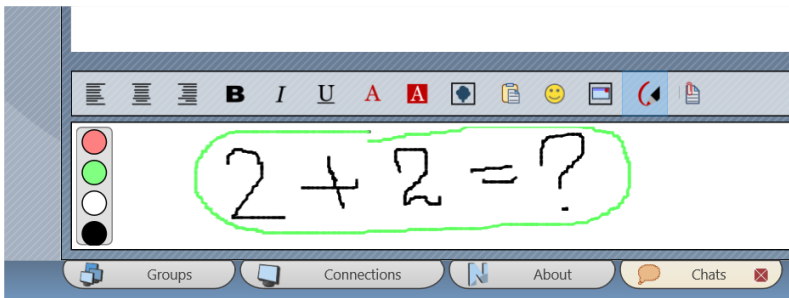 B I U A A
2 + 2 = ?
Groups Connections About Chats